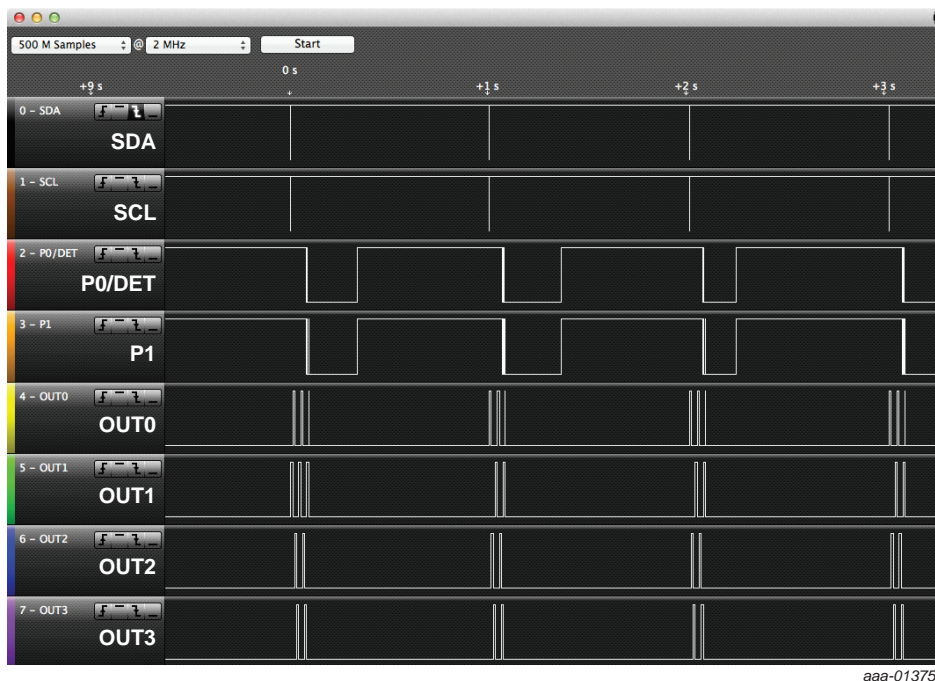 500 M Samples @ 2 MHz Start
0 s
+9 s +1 s +2 s +3 s
0 – SDA
SDA
1 – SCL
SCL
2 – P0/DET
P0/DET
3 – P1
P1
4 – OUT0
OUT0
5 – OUT1
OUT1
6 – OUT2
OUT2
7 – OUT3
OUT3
aaa-01375